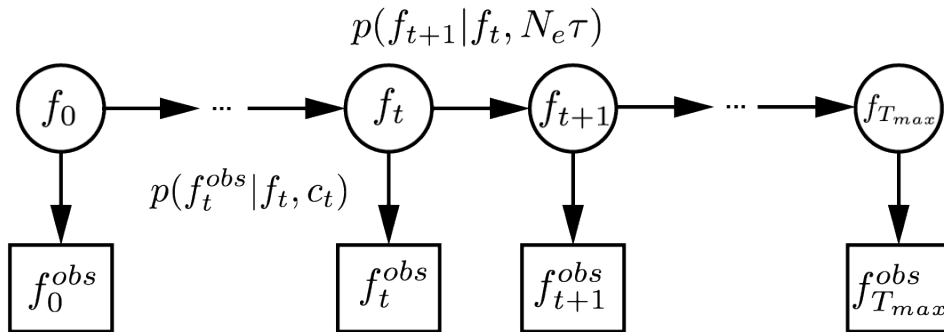 p(f_{t+1}|f_t, N_eτ)
f_0 ... f_t f_{t+1} ... f_{T_{max}}
p(f_t^{obs}|f_t, c_t)
f_0^{obs} f_t^{obs} f_{t+1}^{obs} f_{T_{max}}^{obs}